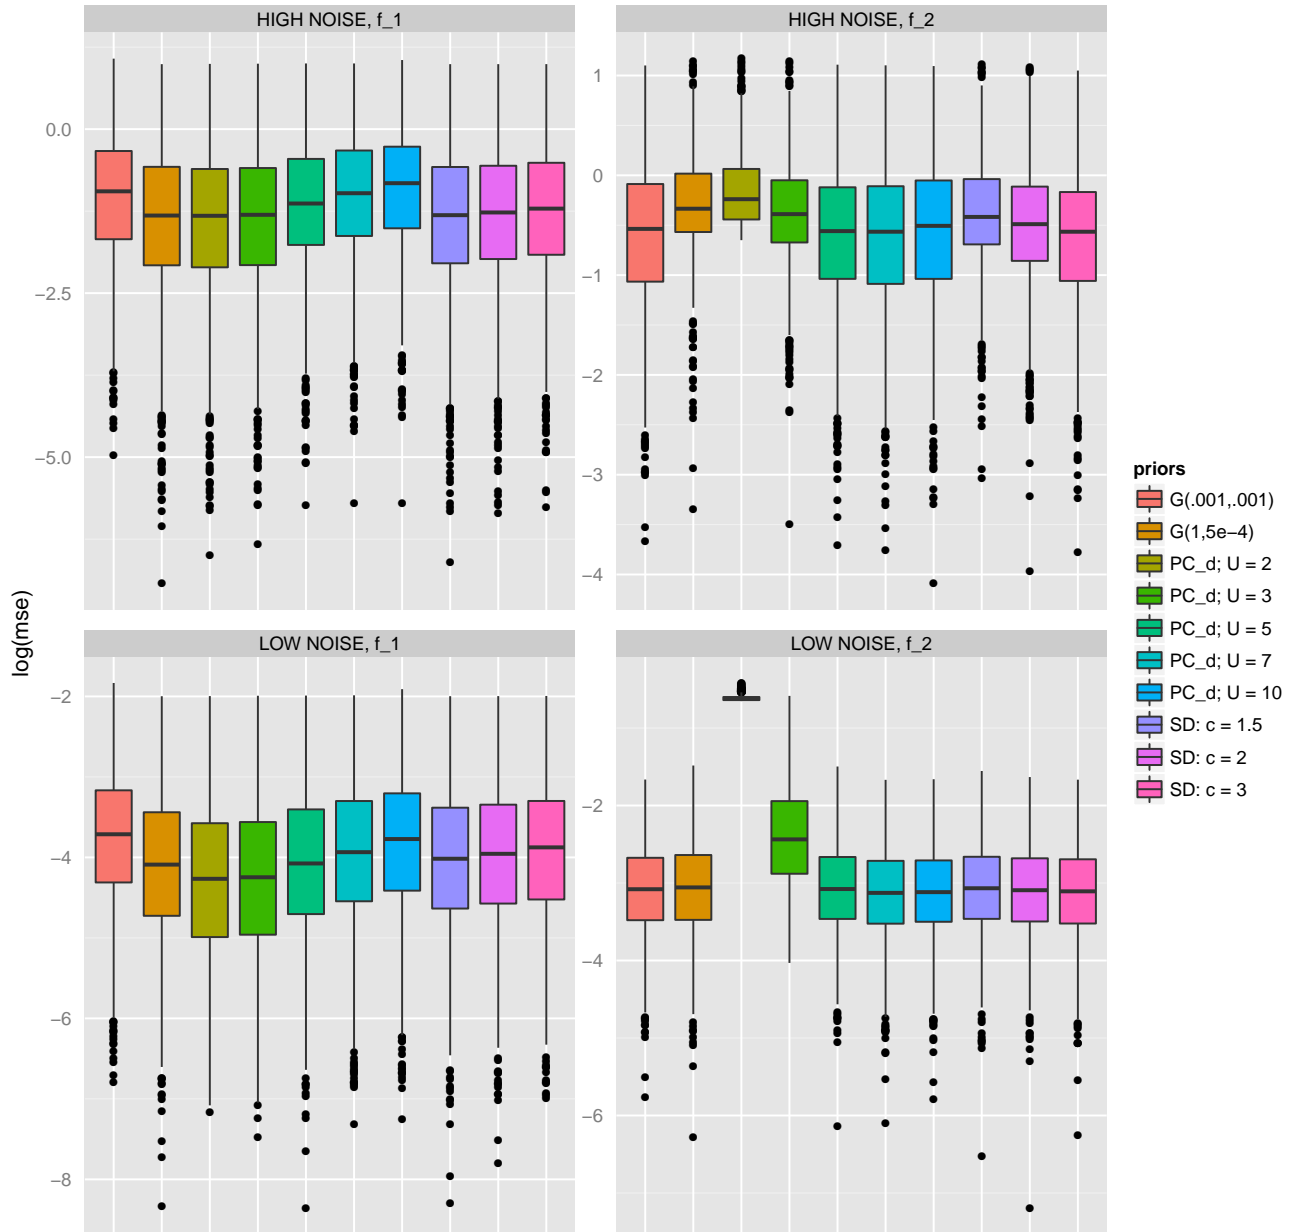 HIGH NOISE, f_1
HIGH NOISE, f_2
0.0
−2.5
−5.0
1
0
−1
−2
−3
−4
log(mse)
LOW NOISE, f_1
LOW NOISE, f_2
−2
−4
−6
−8
−2
−4
−6
priors
G(.001,.001)
G(1,5e−4)
PC_d; U = 2
PC_d; U = 3
PC_d; U = 5
PC_d; U = 7
PC_d; U = 10
SD: c = 1.5
SD: c = 2
SD: c = 3